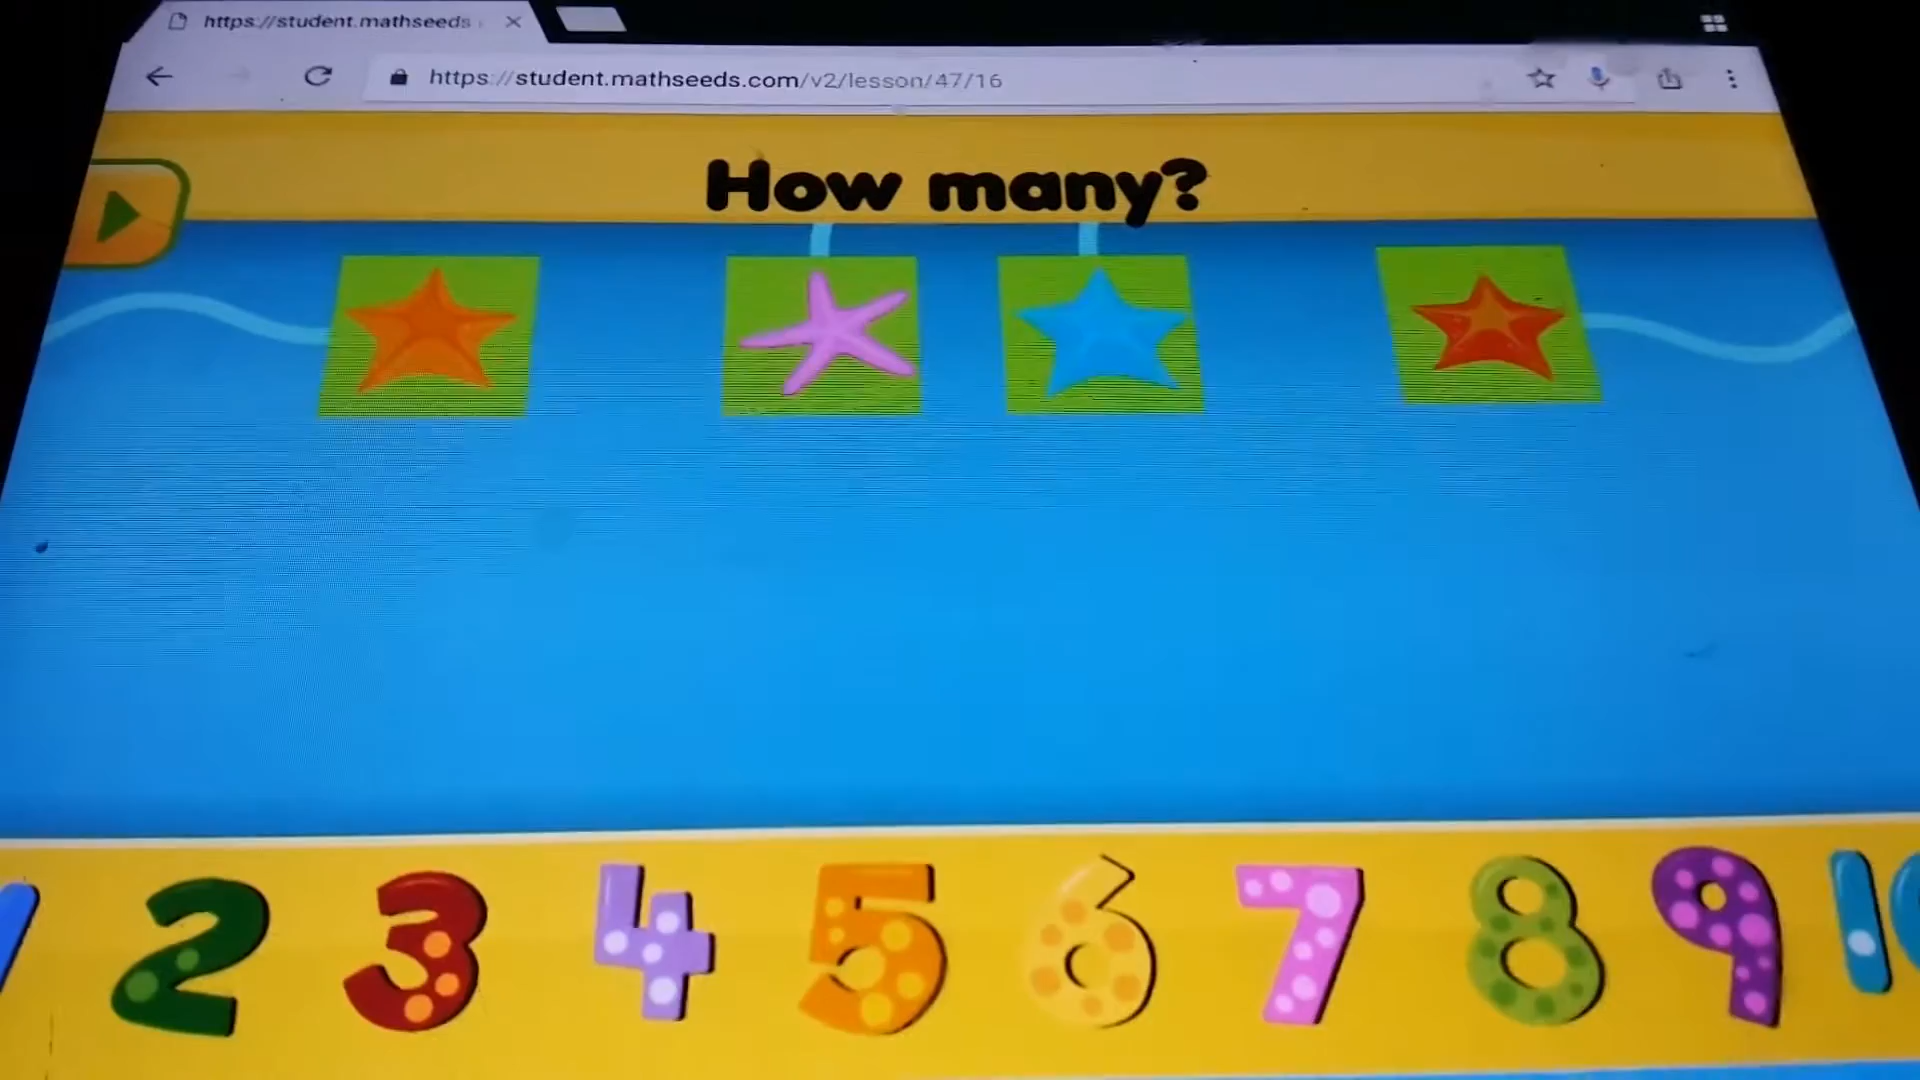 https://student.mathseeds
https://student.mathseeds.com/v2/lesson/47/16
How many?
2 3 4 5 6 7 8 9 10